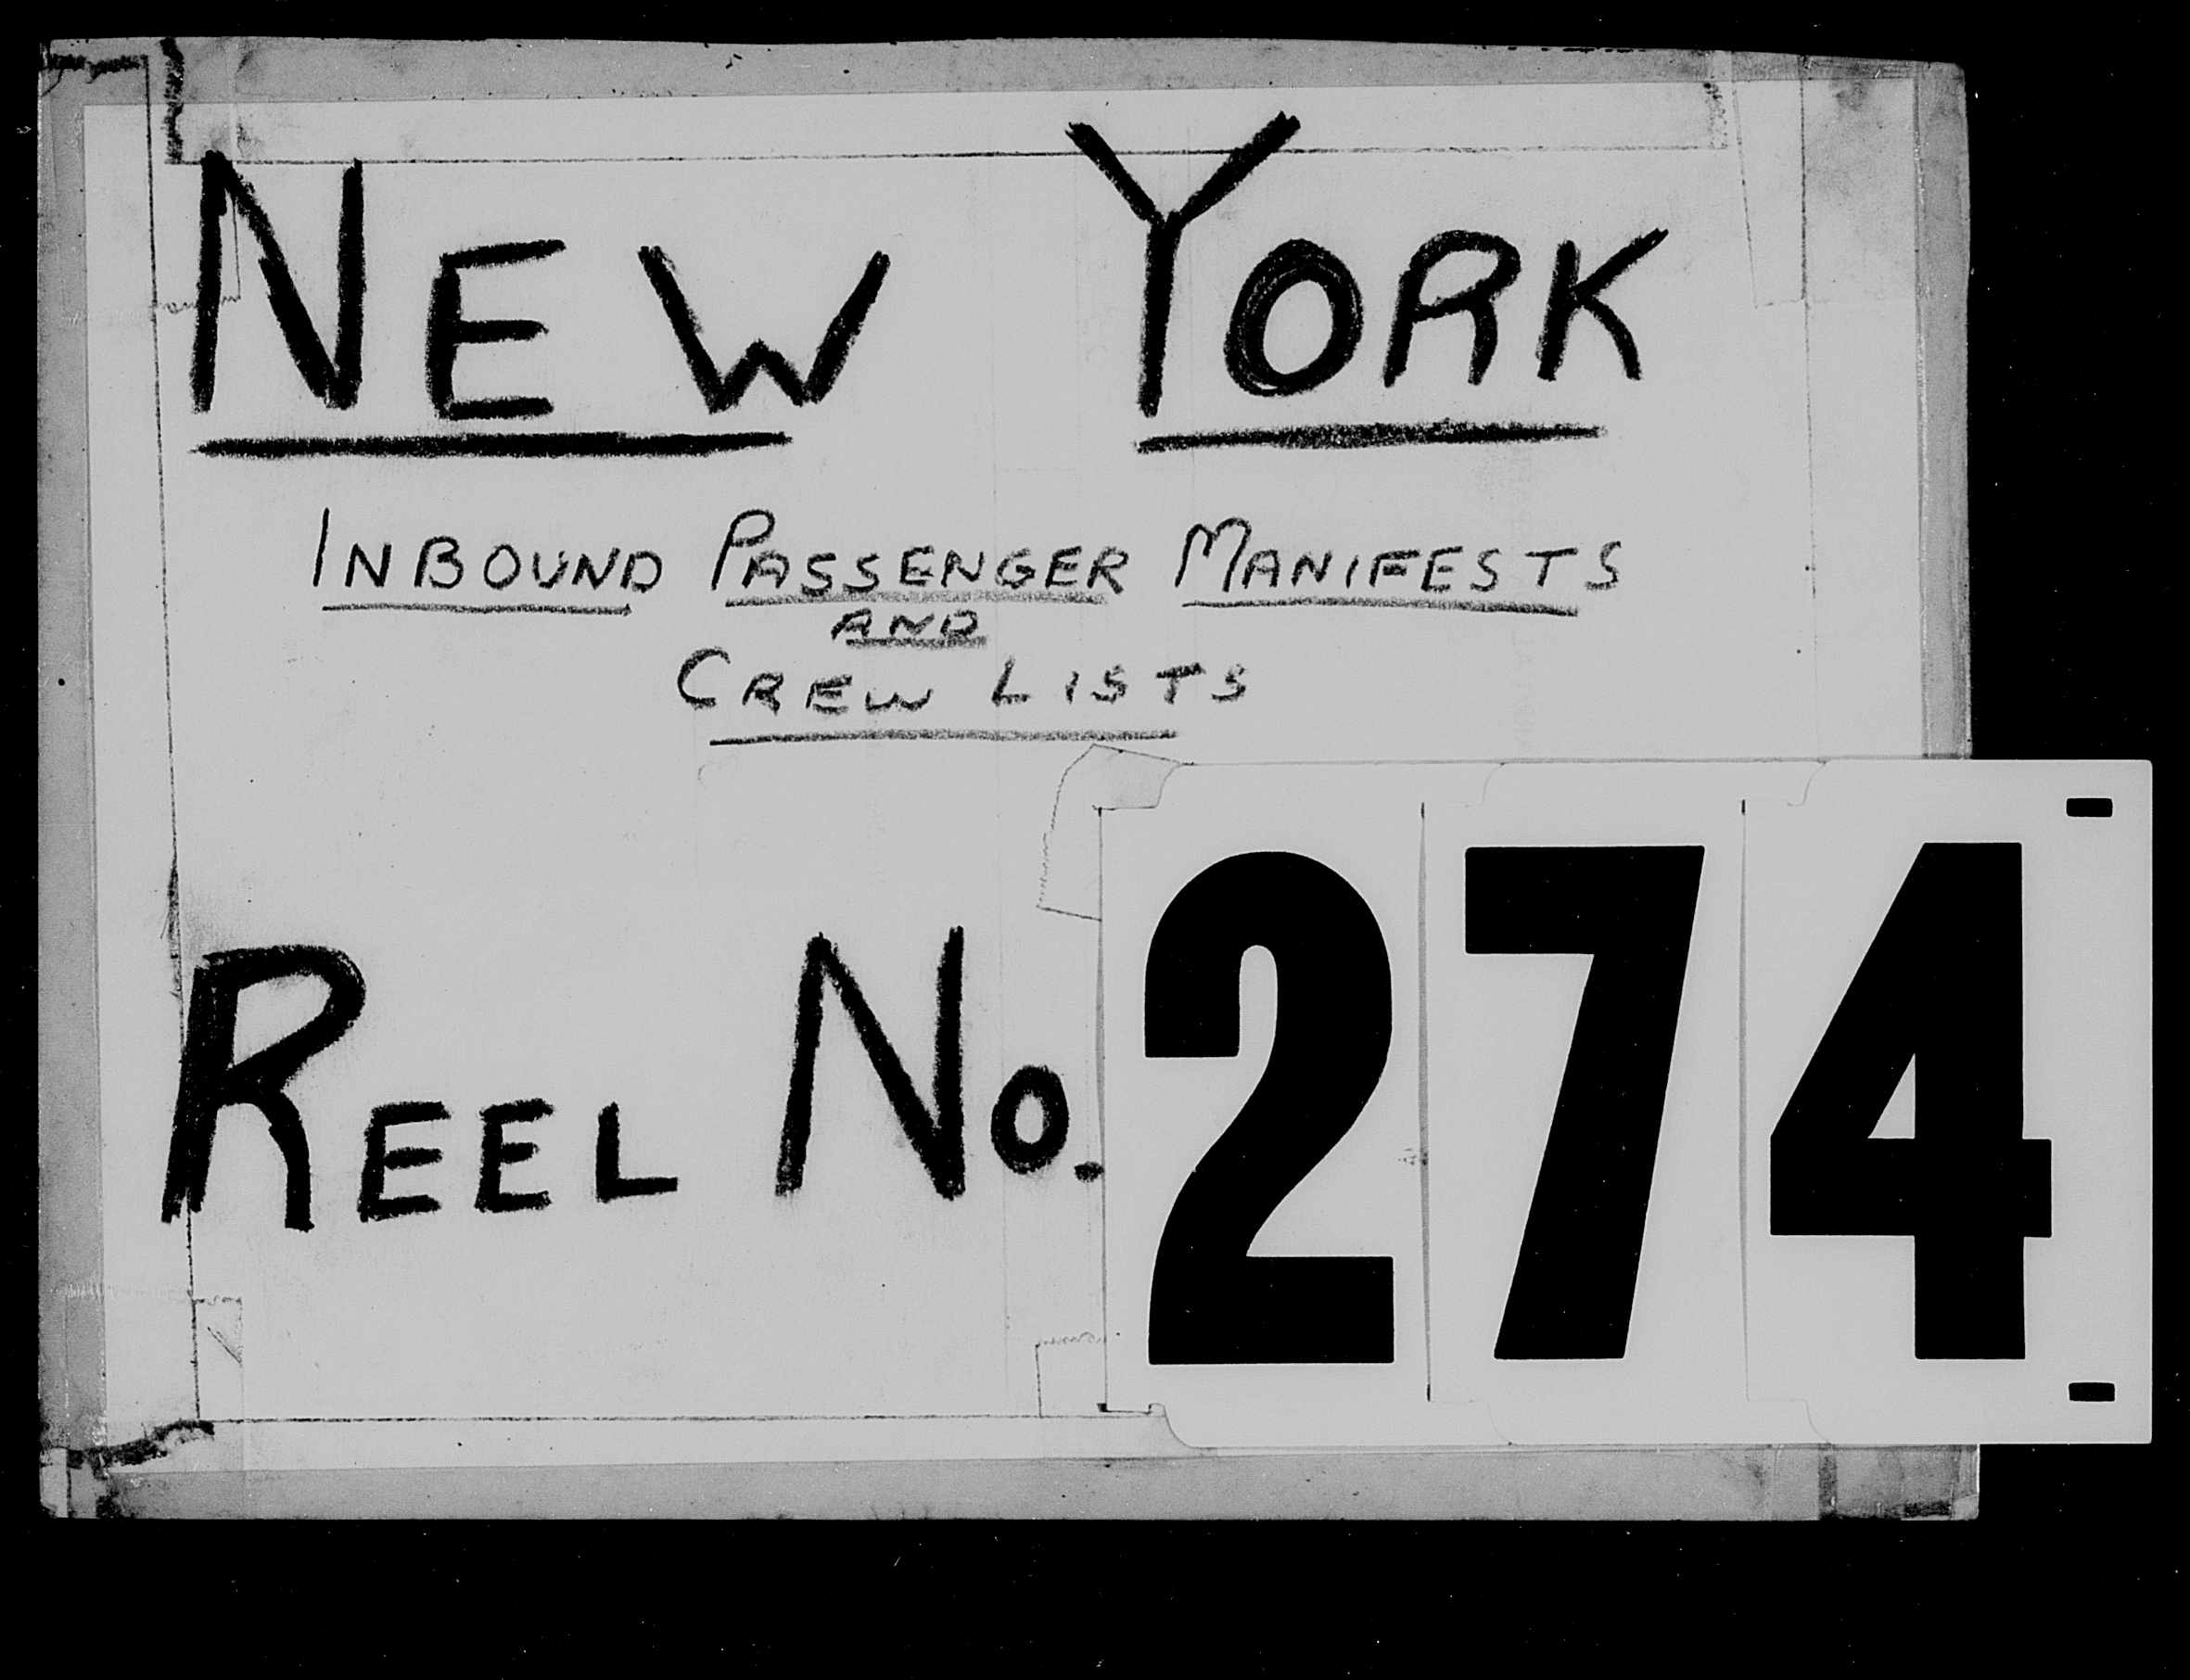 NEW YORK
INBOUND PASSENGER MANIFESTS
AND
CREW LISTS
REEL NO. 274